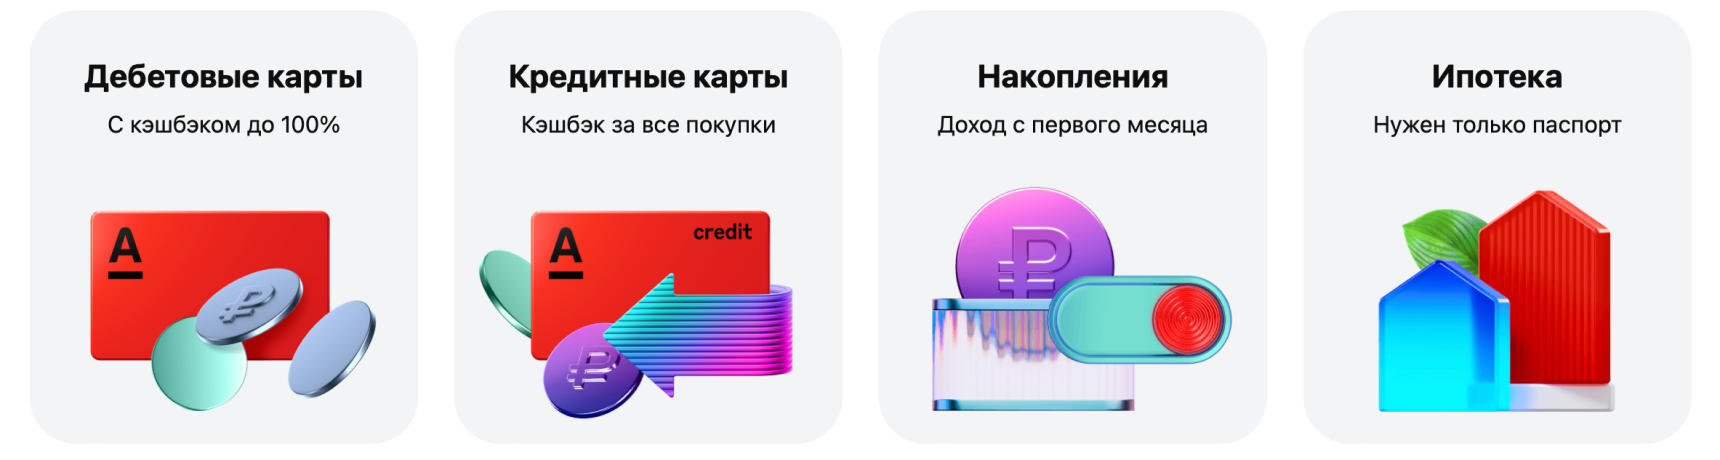 Дебетовые карты
С кэшбэком до 100%
А
₽
Кредитные карты
Кэшбэк за все покупки
А
credit
₽
Накопления
Доход с первого месяца
₽
Ипотека
Нужен только паспорт